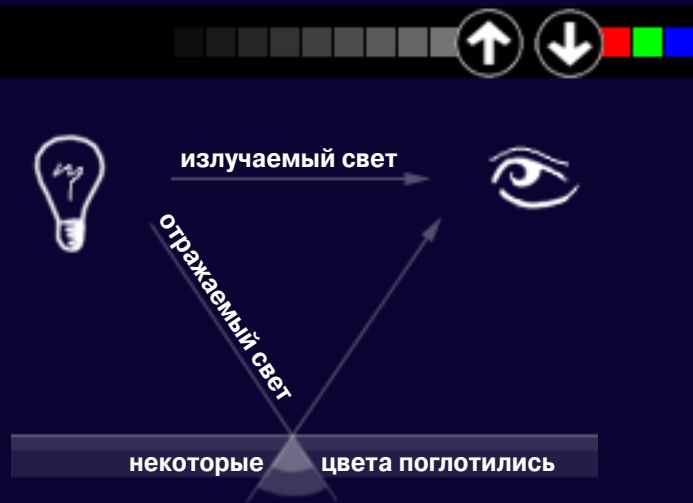 излучаемый свет
отражаемый свет
некоторые цвета поглотились